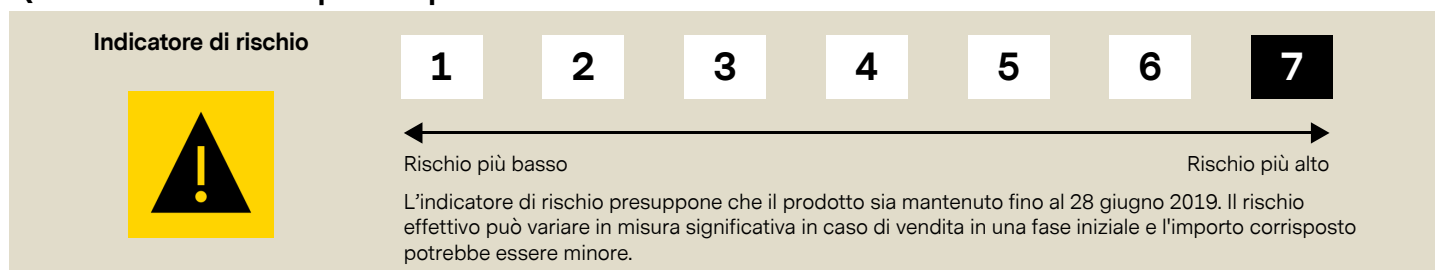 Indicatore di rischio
1 2 3 4 5 6 7
Rischio più basso Rischio più alto
L'indicatore di rischio presuppone che il prodotto sia mantenuto fino al 28 giugno 2019. Il rischio
effettivo può variare in misura significativa in caso di vendita in una fase iniziale e l'importo corrisposto
potrebbe essere minore.